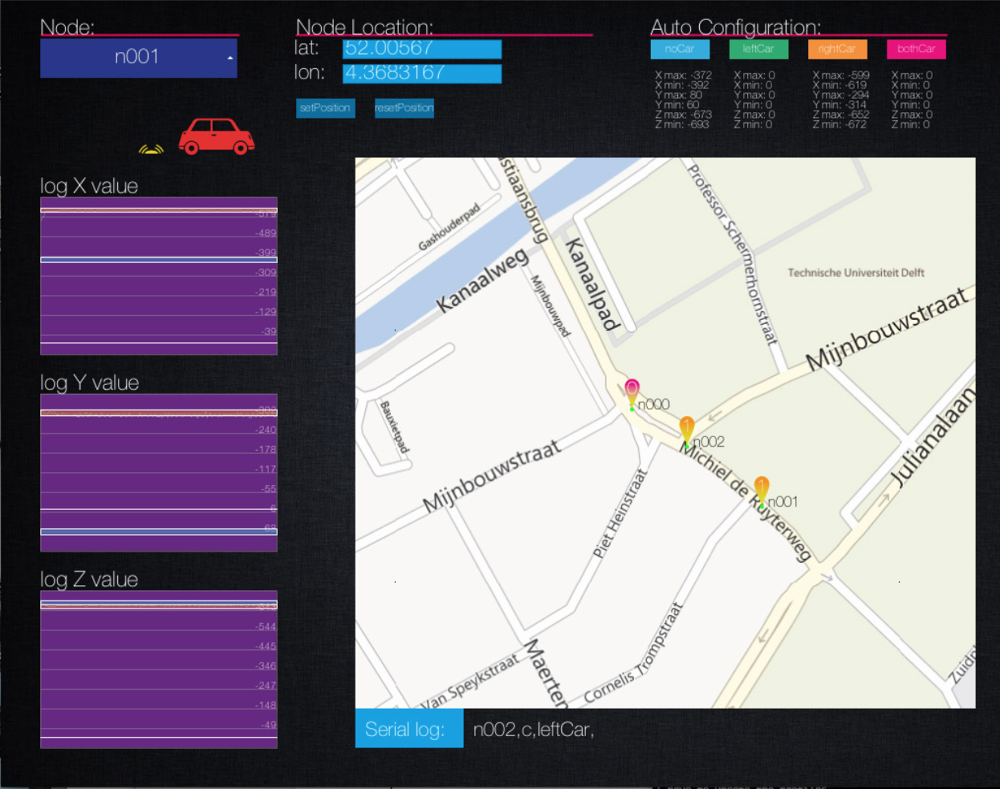 Node:
n001
Node Location:
lat: 52.00567
lon: 4.3683167
setPosition resetPosition
Auto Configuration:
noCar leftCar rightCar bothCar
X max: -372 X max: 0 X max: -599 X max: 0
X min: -392 X min: 0 X min: -619 X min: 0
Y max: 80 Y max: 0 Y max: -294 Y max: 0
Y min: 60 Y min: 0 Y min: -314 Y min: 0
Z max: -673 Z max: 0 Z max: -652 Z max: 0
Z min: -693 Z min: 0 Z min: -672 Z min: 0
log X value
-579
-489
-399
-309
-219
-129
-39
log Y value
-240
-178
-117
-55
6
68
log Z value
-544
-445
-346
-247
-148
-49
stiaansbrug
Gashouderpad
Kanaalweg
Kanaalpad
Mijnbouwpad
Professor Schermerhornstraat
Technische Universiteit Delft
Mijnbouwstraat
Julianalaan
Bauxietpad
0
n000
1
n002
1
n001
Mijnbouwstraat
Michiel de Ruyterweg
Piet Heinstraat
Cornelis Trompstraat
Van Speykstraat
Maerten
Zuidp
Serial log: n002,c,leftCar,